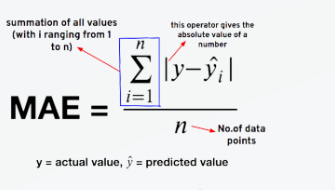 summation of all values
(with i ranging from 1
to n)
this operator gives the
absolute value of a
number
n
Σ |y−ŷᵢ|
i=1
MAE =
n
No.of data
points
y = actual value, ŷ = predicted value